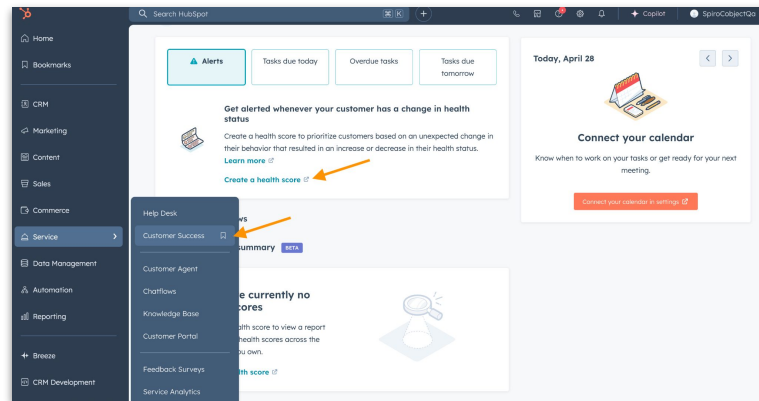 Search HubSpot
⌘ K
+
Copilot
SpiroCobjectQa
Home
Bookmarks
CRM
Marketing
Content
Sales
Commerce
Service
Data Management
Automation
Reporting
Breeze
CRM Development
Help Desk
Customer Success
Customer Agent
Chatflows
Knowledge Base
Customer Portal
Feedback Surveys
Service Analytics
Alerts
Tasks due today
Overdue tasks
Tasks due
tomorrow
Get alerted whenever your customer has a change in health
status
Create a health score to prioritize customers based on an unexpected change in
their behavior that resulted in an increase or decrease in their health status.
Learn more
Create a health score
summary BETA
currently no
health score to view a report
health scores across the
own.
health score
Today, April 28
Connect your calendar
Know when to work on your tasks or get ready for your next
meeting.
Connect your calendar in settings